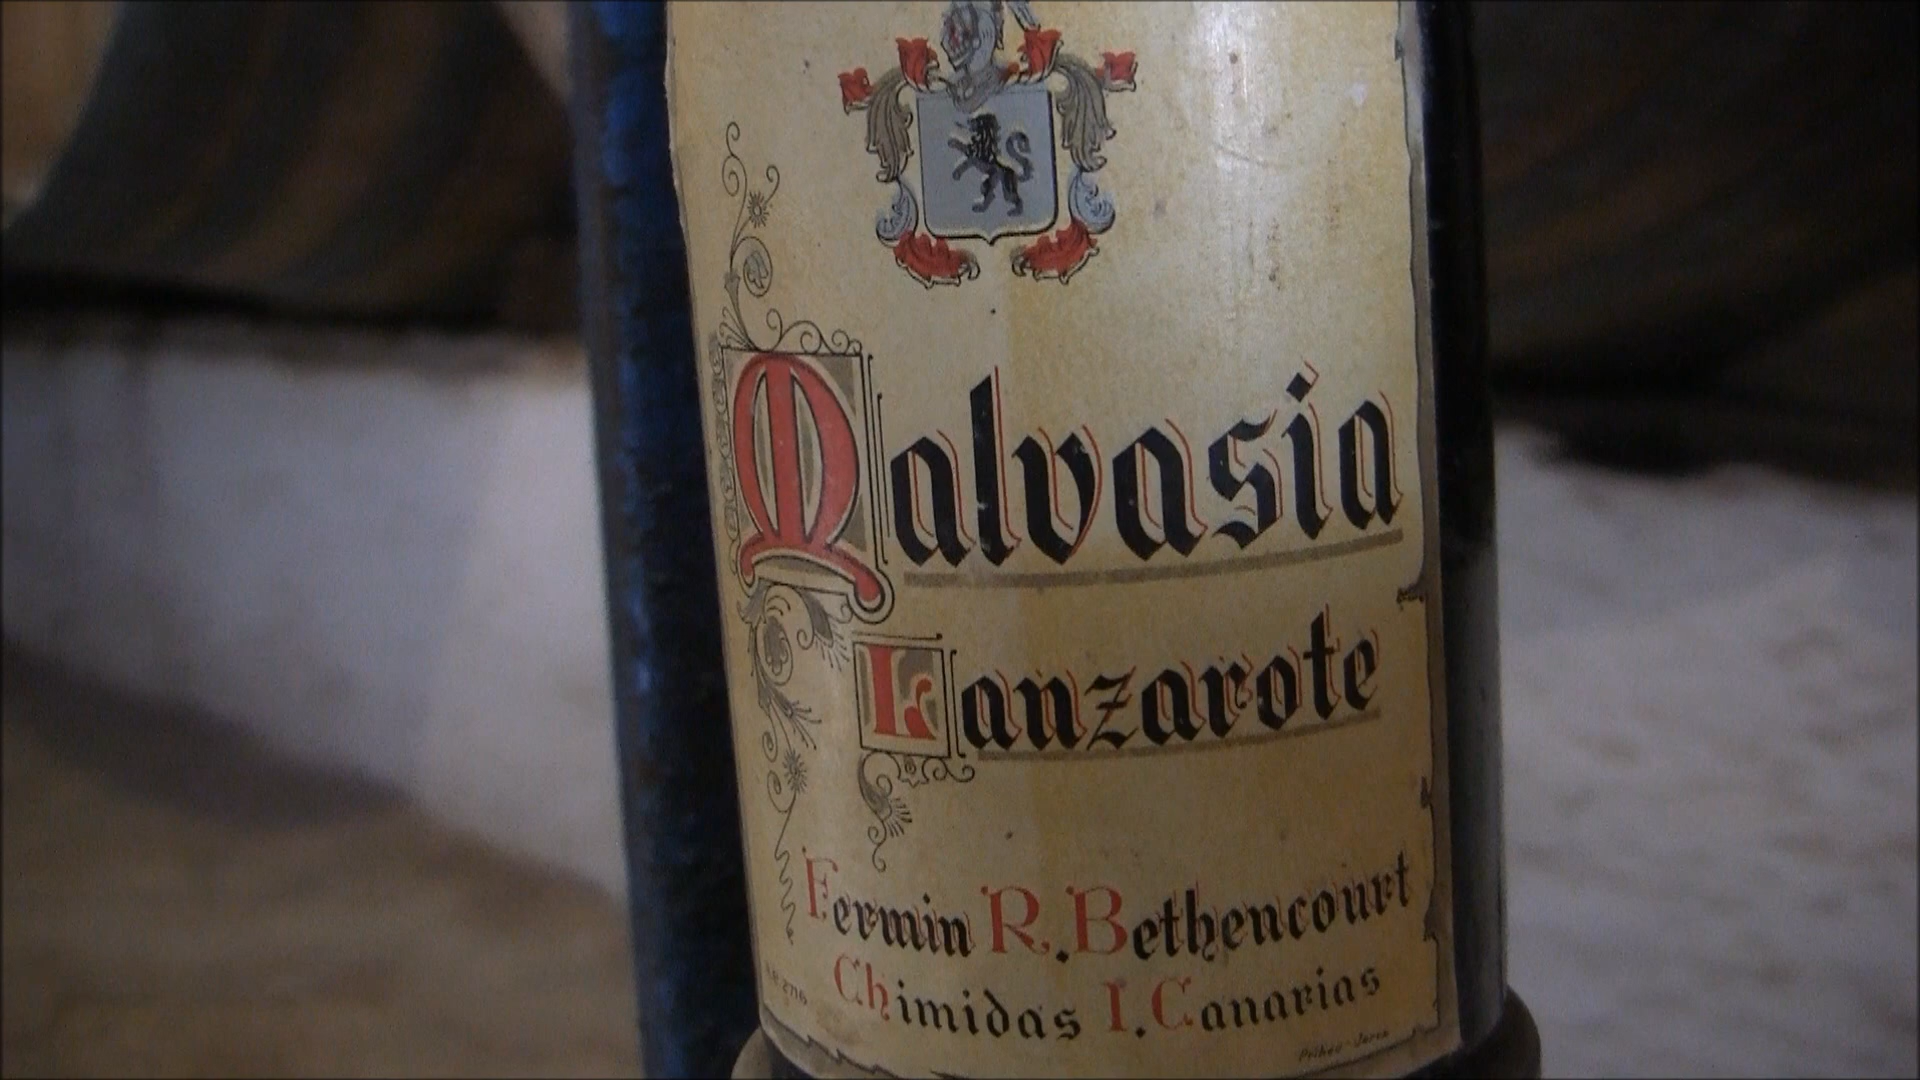 Malvasia
Lanzarote
Fermin R. Bethencourt
Chimidas I. Canarias